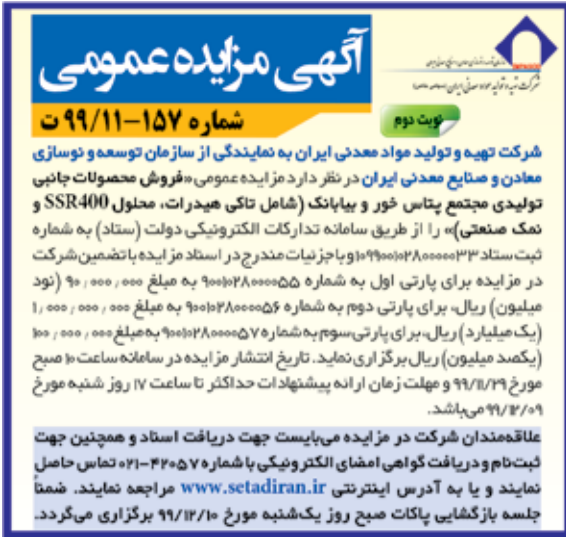 آگهی مزایده عمومی
شماره ۱۵۷-۹۹/۱۱ ت
نوبت دوم
شرکت تهیه و تولید مواد معدنی ایران به نمایندگی از سازمان توسعه و نوسازی
معادن و صنایع معدنی ایران در نظر دارد مزایده عمومی «فروش محصولات جانبی
تولیدی مجتمع پتاس خور و بیابانک (شامل تاکی هیدرات، محلول SSR400 و
نمک صنعتی)» را از طریق سامانه تدارکات الکترونیکی دولت (ستاد) به شماره
ثبت ستاد ۱۰۹۹۰۰۱۰۲۸۰۰۰۰۰۳۳ و با جزئیات مندرج در اسناد مزایده با تضمین شرکت
در مزایده برای پارتی اول به شماره ۹۰۰۱۰۲۸۰۰۰۰۰۵۵ به مبلغ ۹۰,۰۰۰,۰۰۰ (نود
میلیون) ریال، برای پارتی دوم به شماره ۹۰۰۱۰۲۸۰۰۰۰۰۵۶ به مبلغ ۱,۰۰۰,۰۰۰,۰۰۰
(یک میلیارد) ریال، برای پارتی سوم به شماره ۹۰۰۱۰۲۸۰۰۰۰۰۵۷ به مبلغ ۱۰۰,۰۰۰,۰۰۰
(یکصد میلیون) ریال برگزاری نماید. تاریخ انتشار مزایده در سامانه ساعت ۱۰ صبح
مورخ ۹۹/۱۱/۲۹ و مهلت زمان ارائه پیشنهادات حداکثر تا ساعت ۱۷ روز شنبه مورخ
۹۹/۱۲/۰۹ می‌باشد.
علاقه‌مندان شرکت در مزایده می‌بایست جهت دریافت اسناد و همچنین جهت
ثبت‌نام و دریافت گواهی امضای الکترونیکی با شماره ۴۲۰۵۷-۰۲۱ تماس حاصل
نمایند و یا به آدرس اینترنتی www.setadiran.ir مراجعه نمایند. ضمناً
جلسه بازگشایی پاکات صبح روز یک‌شنبه مورخ ۹۹/۱۲/۱۰ برگزاری می‌گردد.